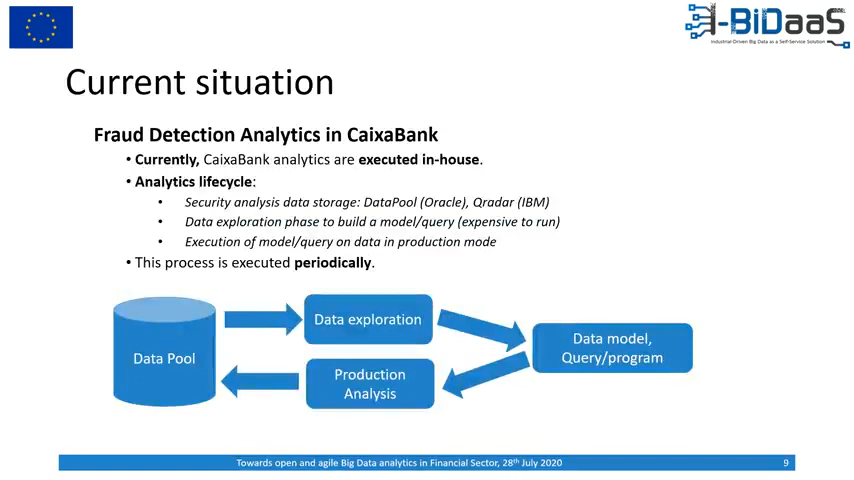 I-BiDaaS
Industrial-Driven Big Data as a Self-Service Solution
Current situation
Fraud Detection Analytics in CaixaBank
• Currently, CaixaBank analytics are executed in-house.
• Analytics lifecycle:
• Security analysis data storage: DataPool (Oracle), Qradar (IBM)
• Data exploration phase to build a model/query (expensive to run)
• Execution of model/query on data in production mode
• This process is executed periodically.
Data Pool
Data exploration
Data model,
Query/program
Production
Analysis
Towards open and agile Big Data analytics in Financial Sector, 28th July 2020
9